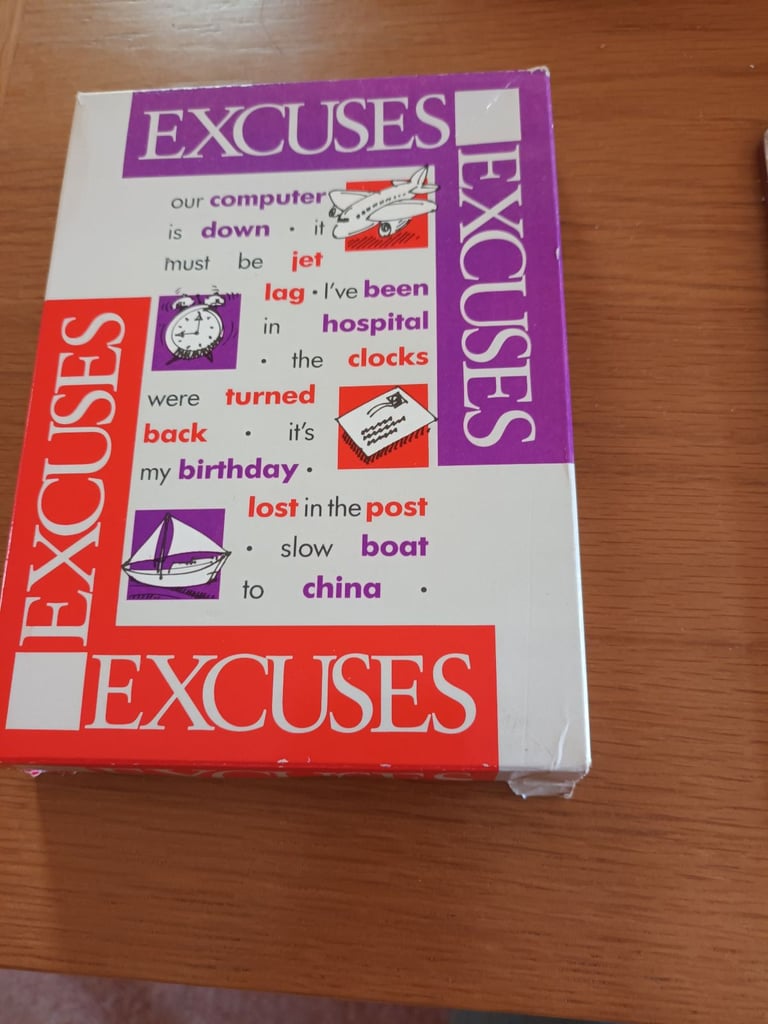 EXCUSES
EXCUSES
our computer
is down · it
must be jet
lag · I've been
in hospital
· the clocks
were turned
back · it's
my birthday ·
lost in the post
· slow boat
to china ·
EXCUSES
EXCUSES
EXCUSES